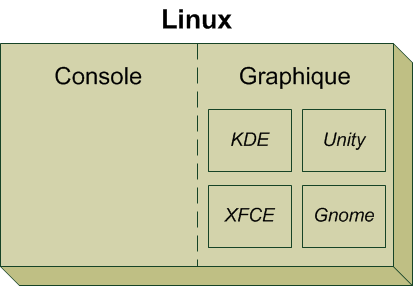 Linux
Console
Graphique
KDE
Unity
XFCE
Gnome